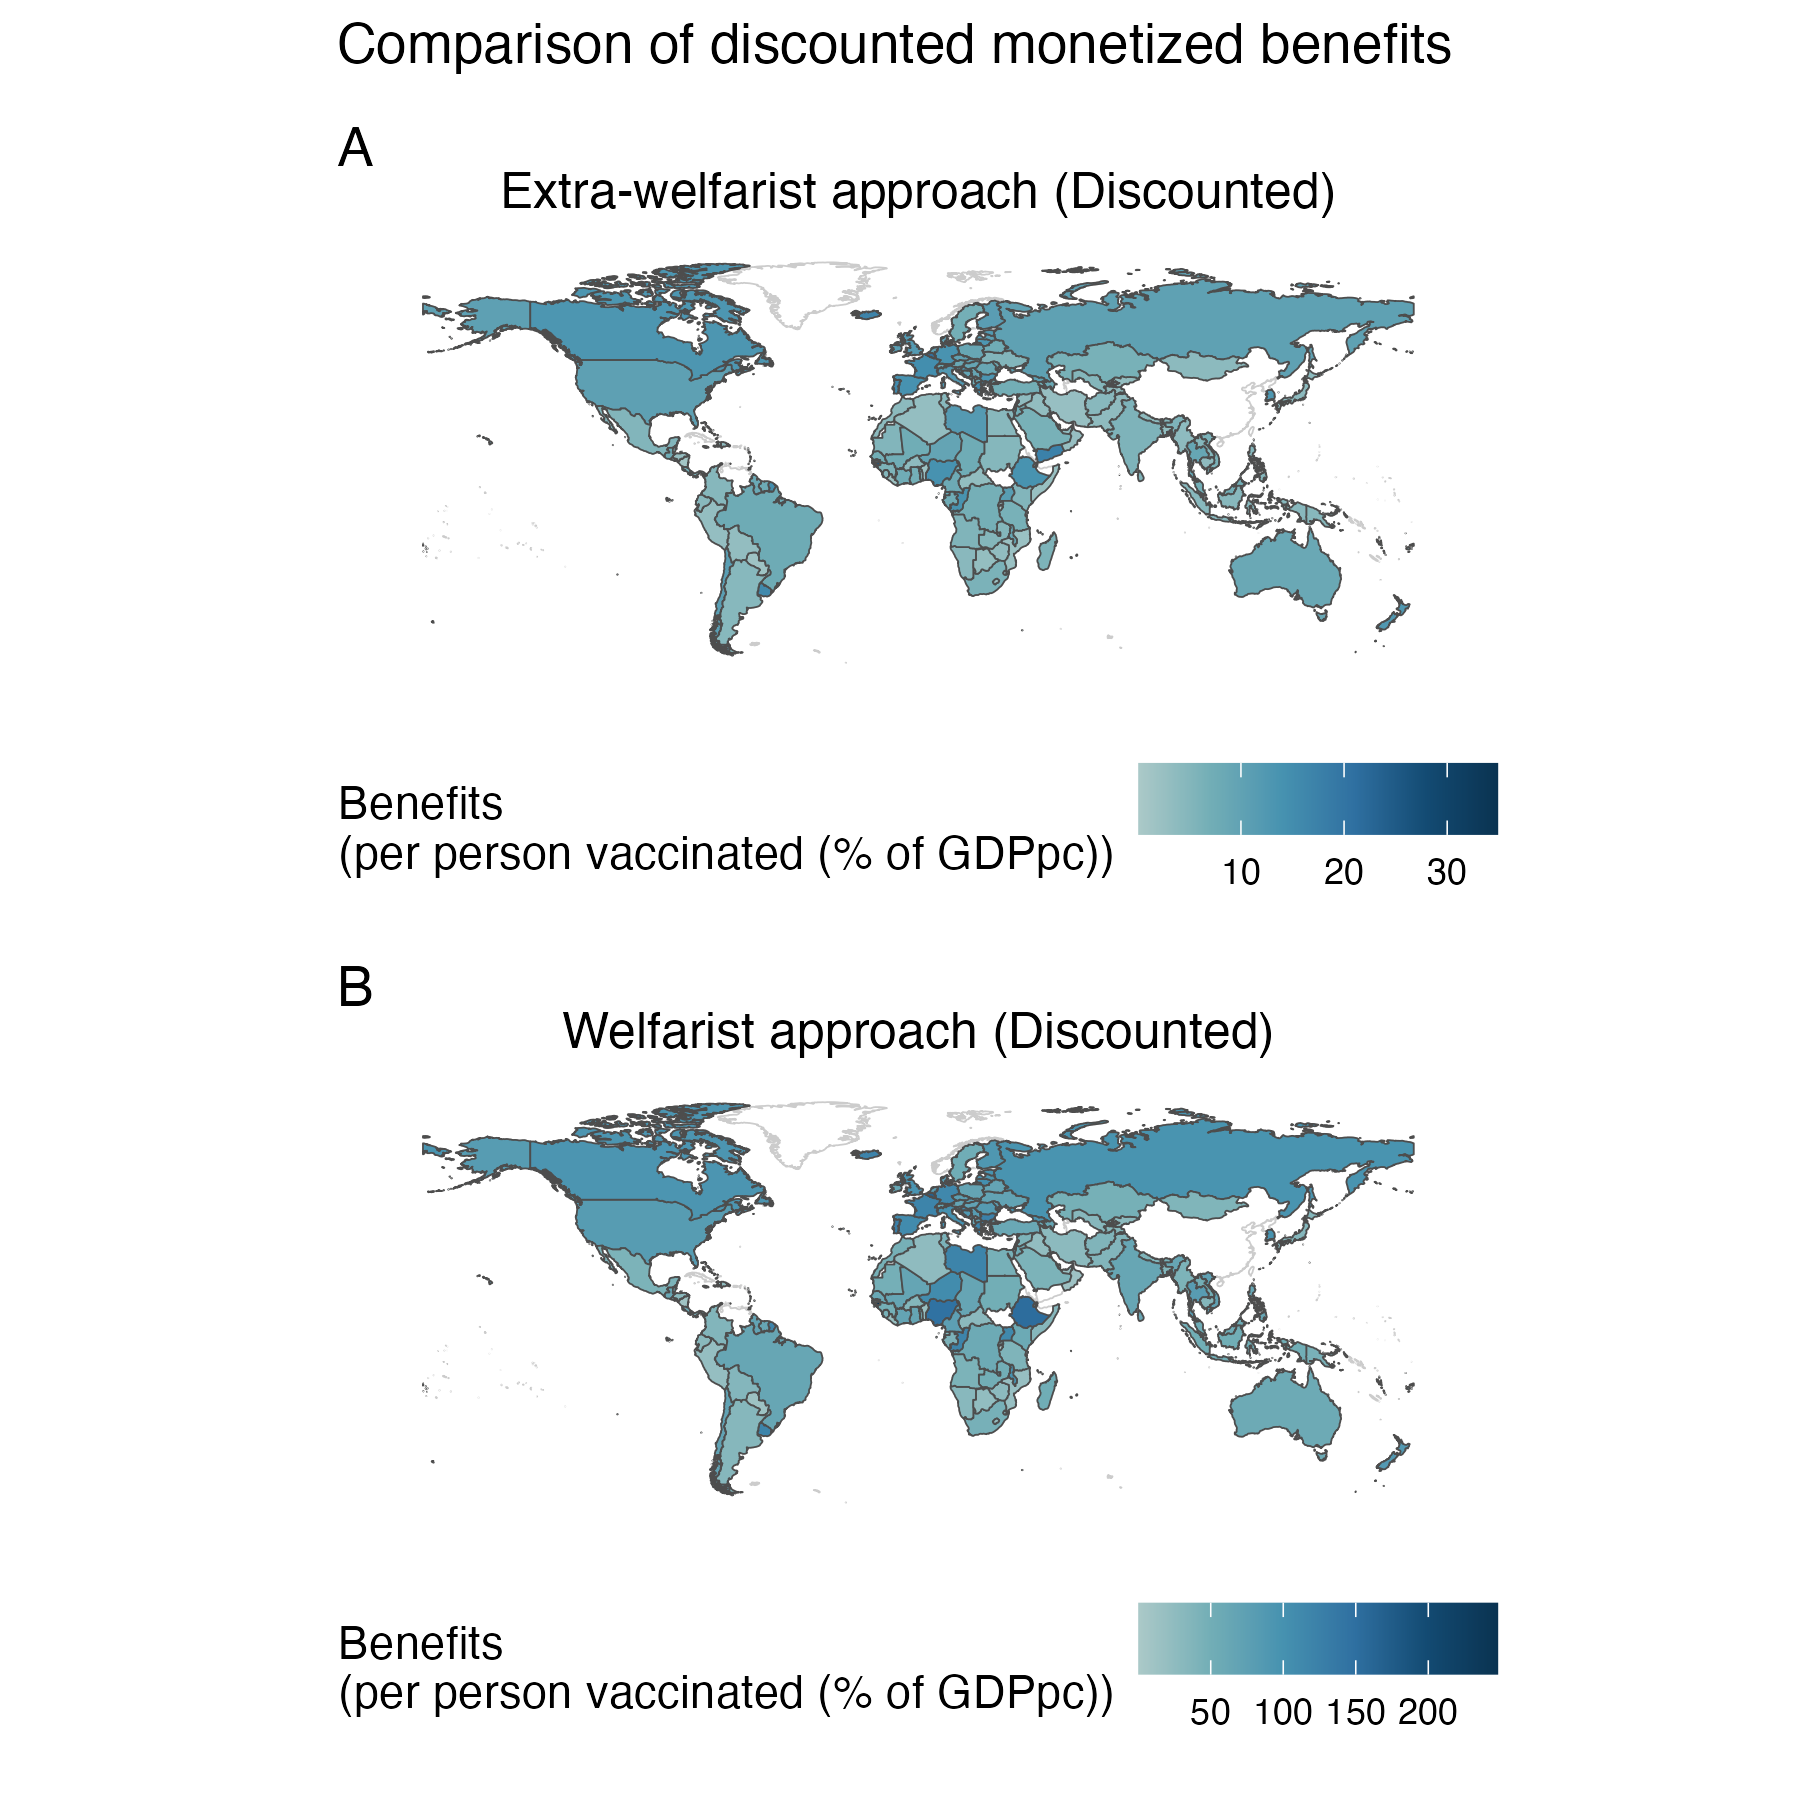 Comparison of discounted monetized benefits
A
Extra-welfarist approach (Discounted)
Benefits
(per person vaccinated (% of GDPpc))
10 20 30
B
Welfarist approach (Discounted)
Benefits
(per person vaccinated (% of GDPpc))
50 100 150 200